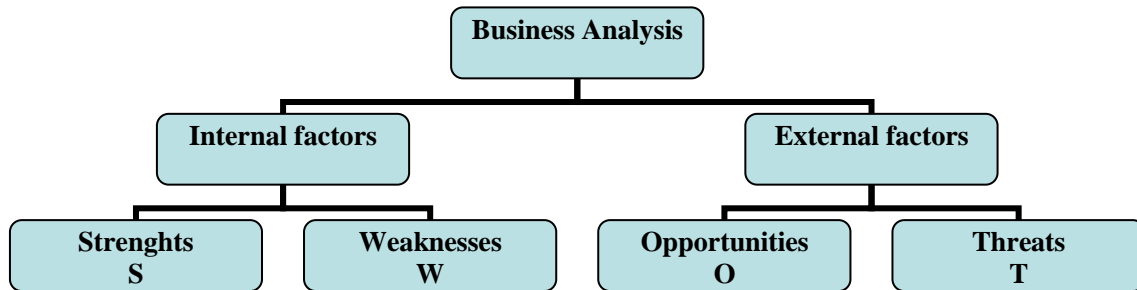 Business Analysis
Internal factors
External factors
Strenghts
S
Weaknesses
W
Opportunities
O
Threats
T